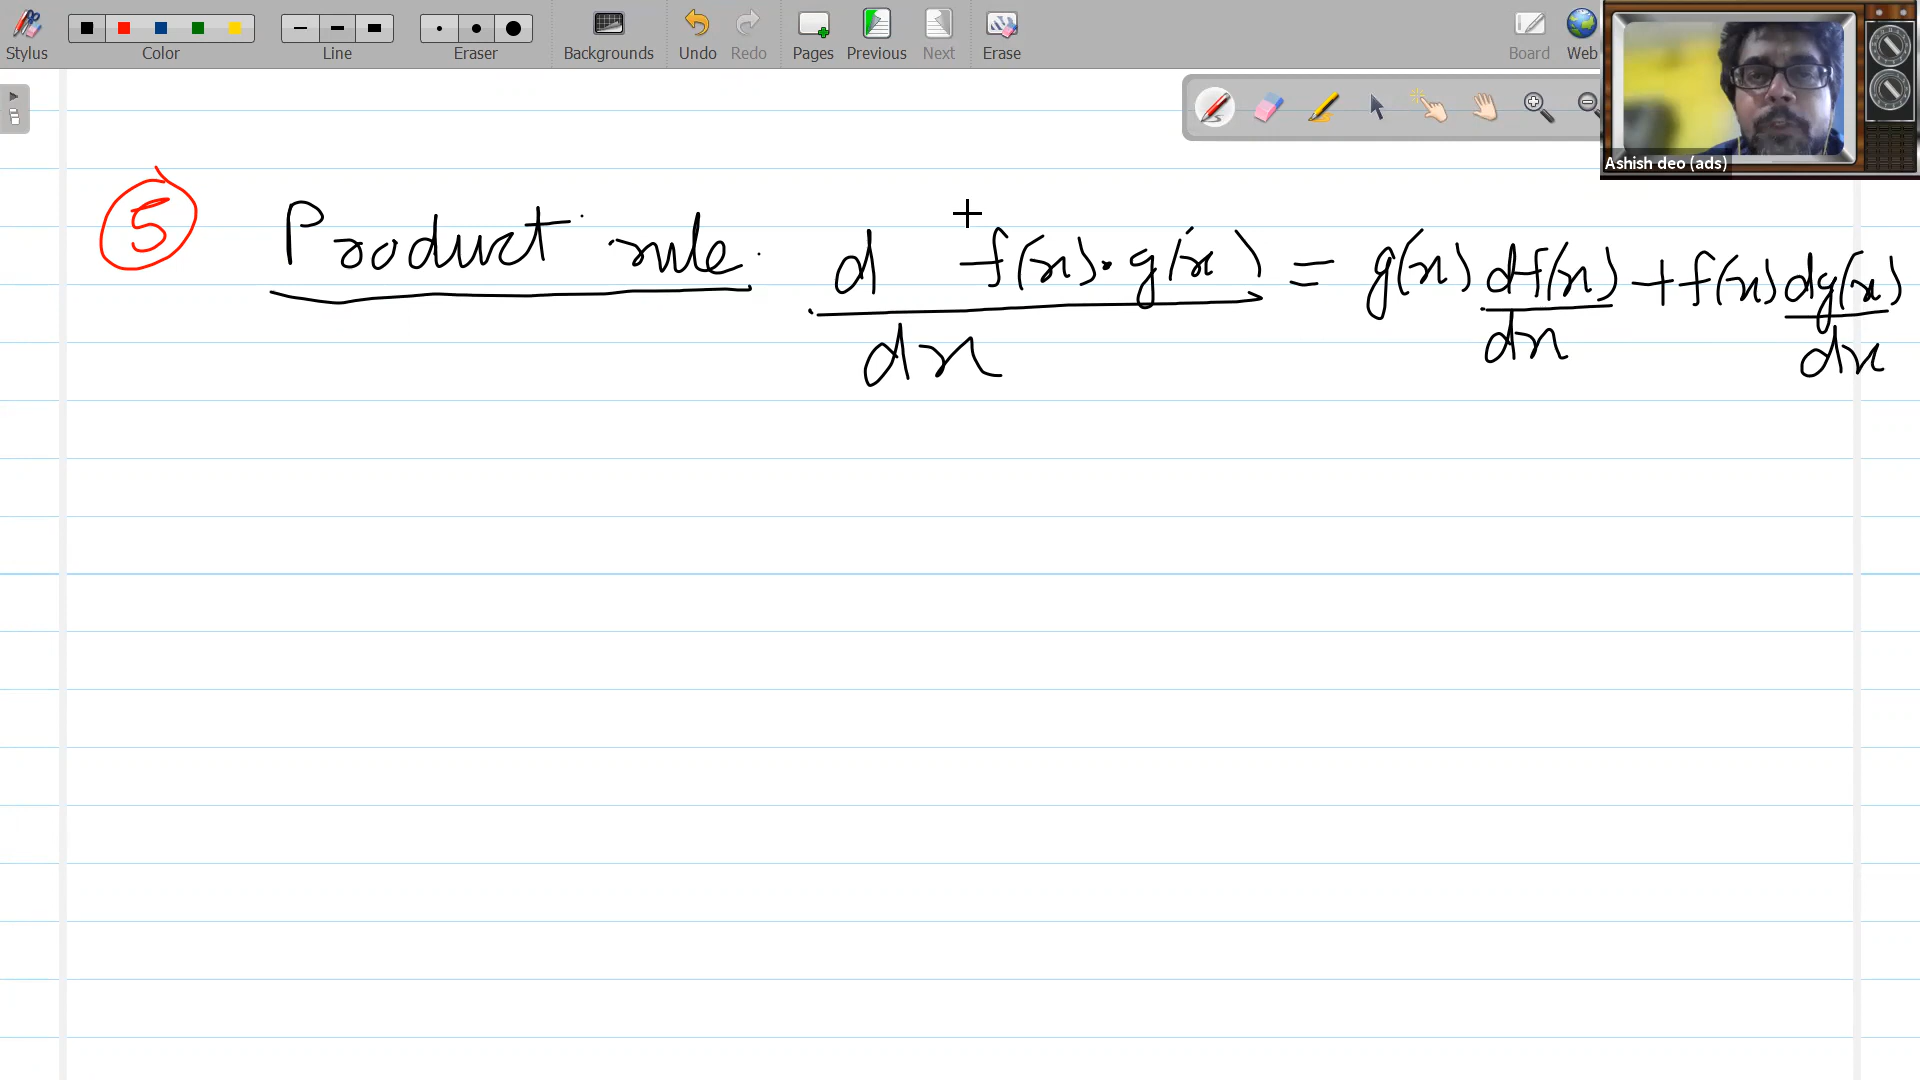 Stylus Color Line Eraser Backgrounds Undo Redo Pages Previous Next Erase Board Web
Ashish deo (ads)
5 Product rule d f(x)·g(x) = g(x) df(x) + f(x) dg(x)
dx dx dx